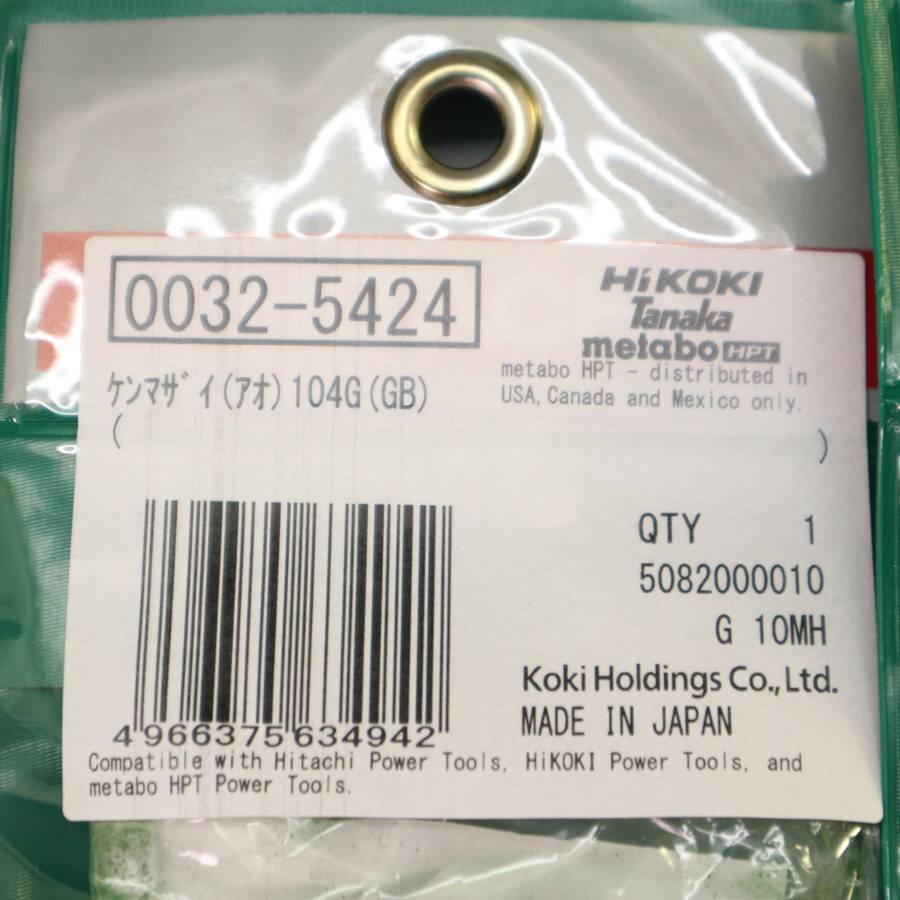 0032-5424
HiKOKI
Tanaka
metabo HPT
metabo HPT - distributed in
USA,Canada and Mexico only.
ｹﾝﾏｻﾞｲ(ｱｵ)104G(GB)
( )
QTY 1
5082000010
G 10MH
Koki Holdings Co.,Ltd.
MADE IN JAPAN
4966375634942
Compatible with Hitachi Power Tools, HiKOKI Power Tools, and
metabo HPT Power Tools.